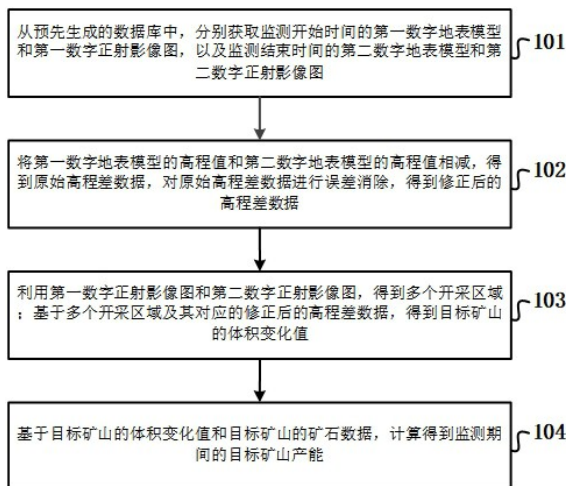 从预先生成的数据库中，分别获取监测开始时间的第一数字地表模型
和第一数字正射影像图，以及监测结束时间的第二数字地表模型和第
二数字正射影像图
101
将第一数字地表模型的高程值和第二数字地表模型的高程值相减，得
到原始高程差数据，对原始高程差数据进行误差消除，得到修正后的
高程差数据
102
利用第一数字正射影像图和第二数字正射影像图，得到多个开采区域
；基于多个开采区域及其对应的修正后的高程差数据，得到目标矿山
的体积变化值
103
基于目标矿山的体积变化值和目标矿山的矿石数据，计算得到监测期
间的目标矿山产能
104